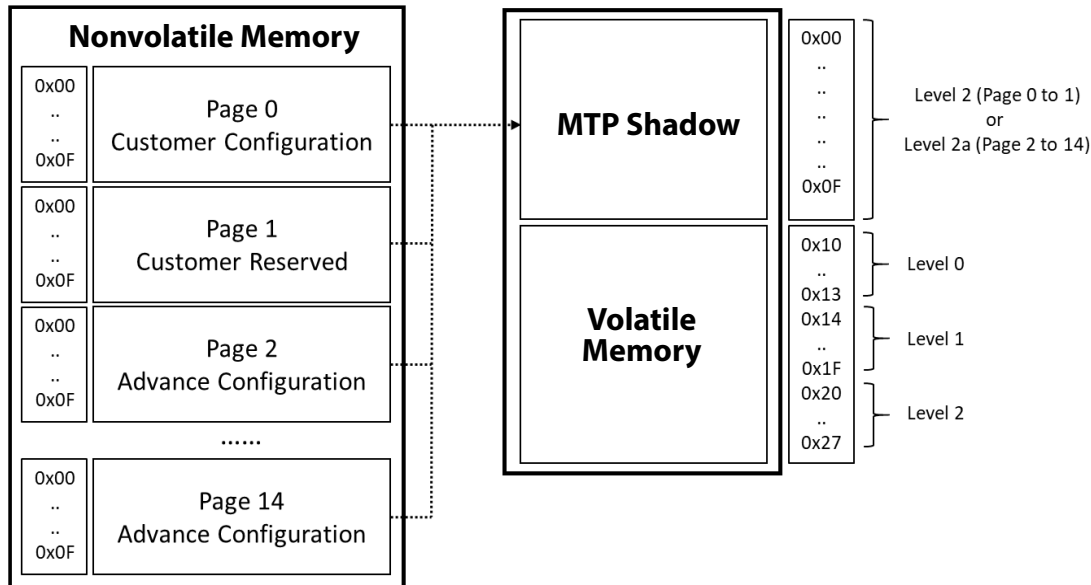 Nonvolatile Memory
0x00
..
..
0x0F
Page 0
Customer Configuration
0x00
..
..
0x0F
Page 1
Customer Reserved
0x00
..
..
0x0F
Page 2
Advance Configuration
......
0x00
..
..
0x0F
Page 14
Advance Configuration
MTP Shadow
0x00
..
..
..
..
..
0x0F
Level 2 (Page 0 to 1)
or
Level 2a (Page 2 to 14)
Volatile
Memory
0x10
..
0x13
0x14
..
0x1F
0x20
..
0x27
Level 0
Level 1
Level 2